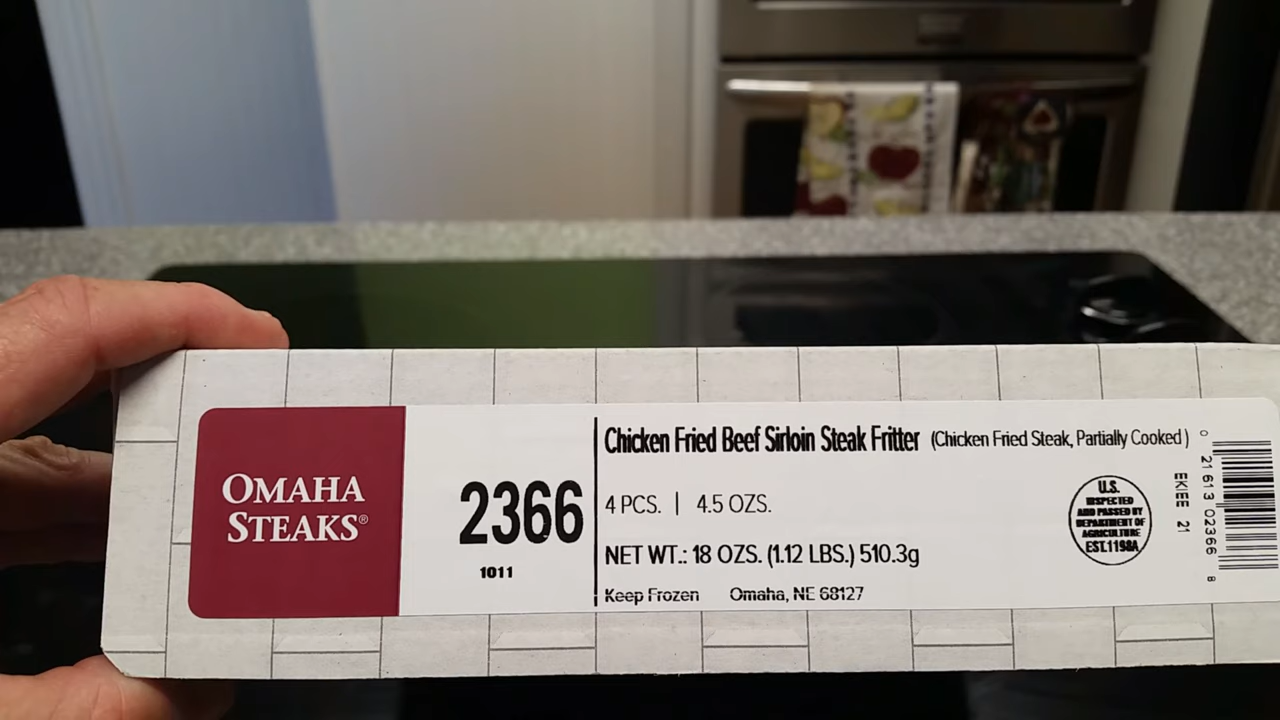 OMAHA
STEAKS®
2366
1011
Chicken Fried Beef Sirloin Steak Fritter (Chicken Fried Steak, Partially Cooked )
4 PCS. | 4.5 OZS.
NET WT.: 18 OZS. (1.12 LBS.) 510.3g
Keep Frozen Omaha, NE 68127
U.S.
INSPECTED
AND PASSED BY
DEPARTMENT OF
AGRICULTURE
EST.1198A
EKIEE 21
0 21613 02366 8